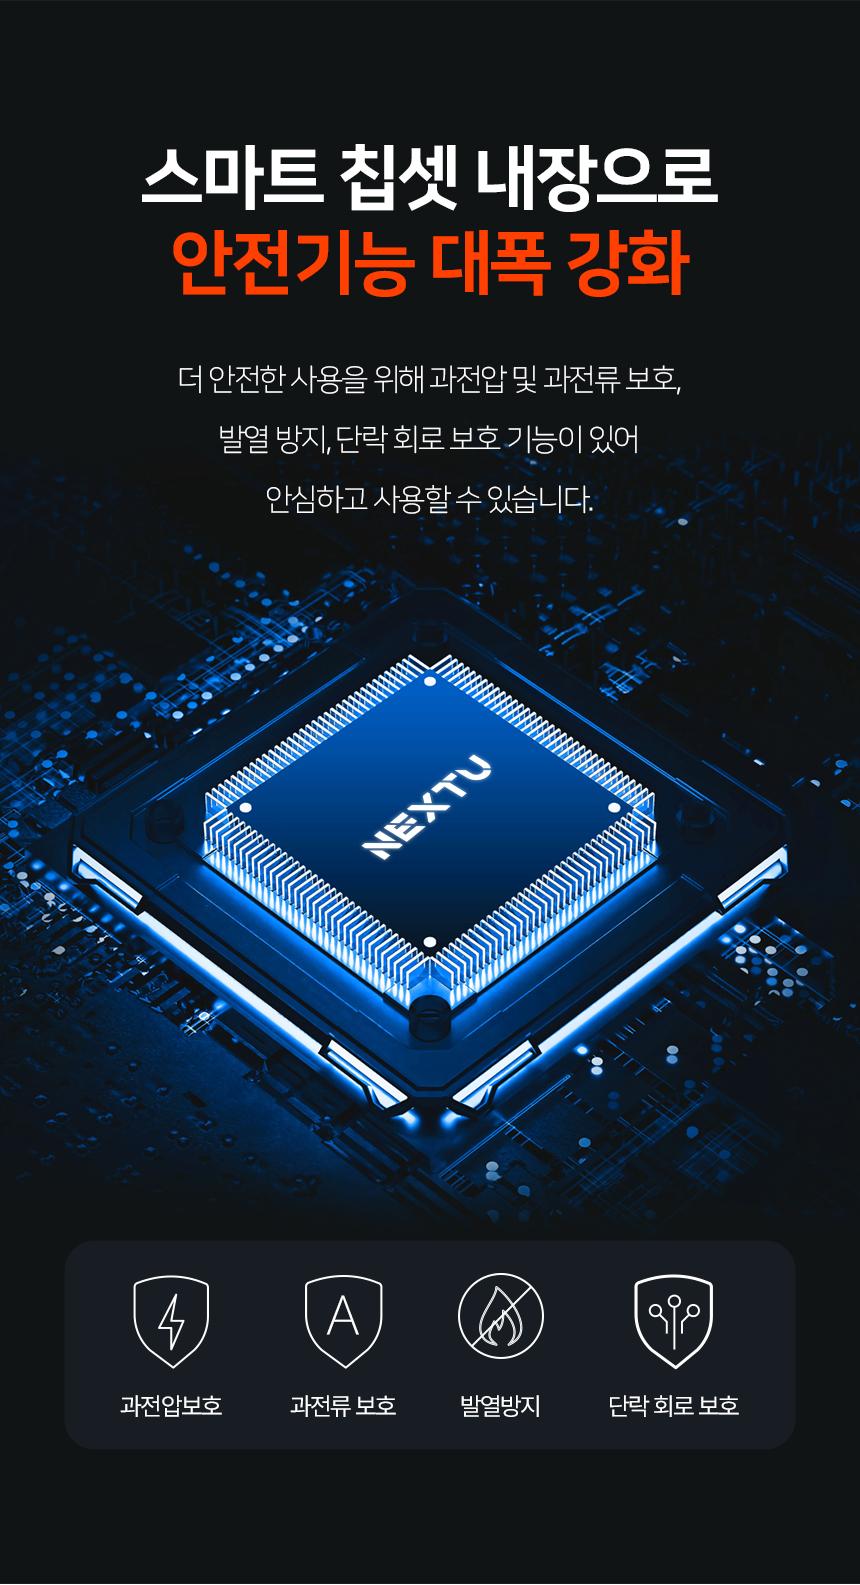 스마트 칩셋 내장으로
안전기능 대폭 강화
더 안전한 사용을 위해 과전압 및 과전류 보호,
발열 방지, 단락 회로 보호 기능이 있어
안심하고 사용할 수 있습니다.
NEXTU
A
과전압보호
과전류 보호
발열방지
단락 회로 보호